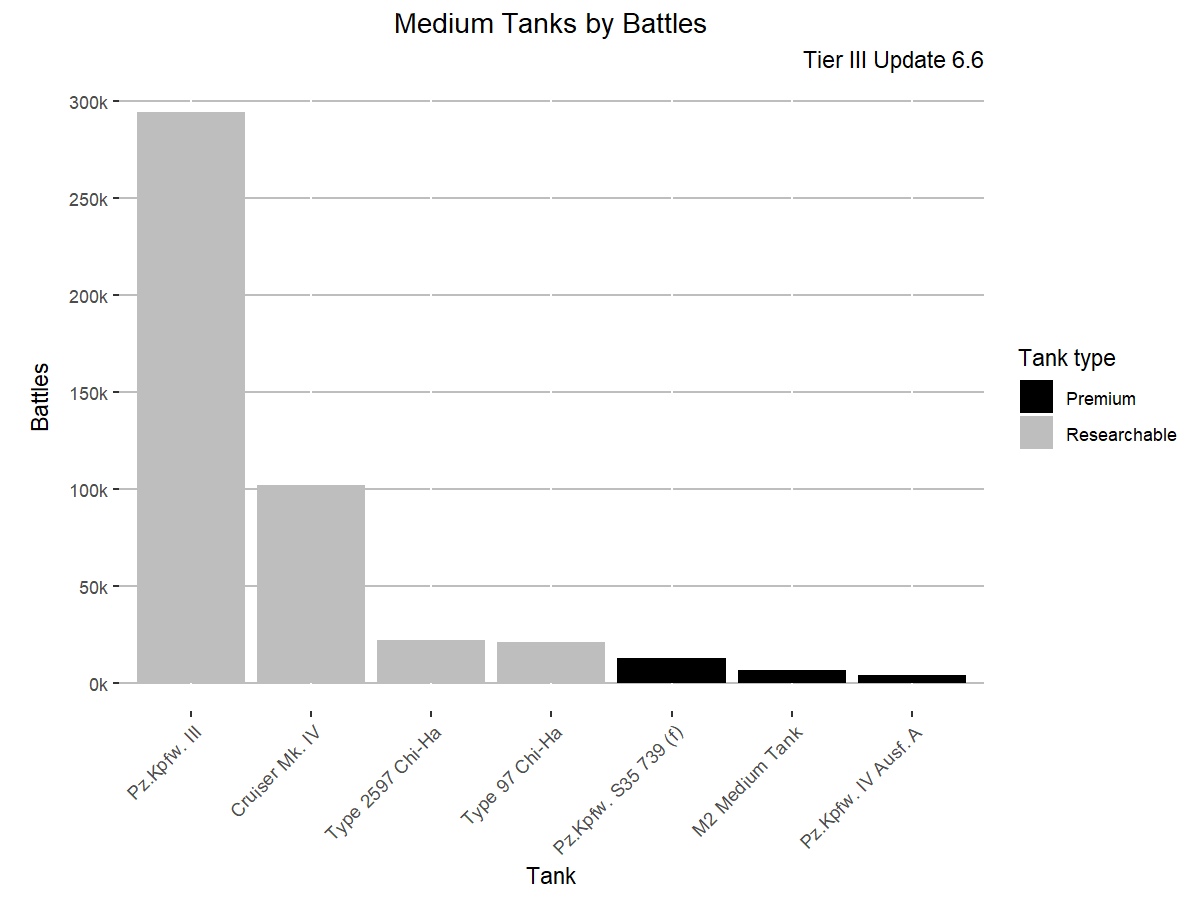 Medium Tanks by Battles
Tier III Update 6.6
300k
250k
200k
150k
100k
50k
0k
Battles
Pz.Kpfw. III
Cruiser Mk. IV
Type 2597 Chi-Ha
Type 97 Chi-Ha
Pz.Kpfw. S35 739 (f)
M2 Medium Tank
Pz.Kpfw. IV Ausf. A
Tank
Tank type
Premium
Researchable